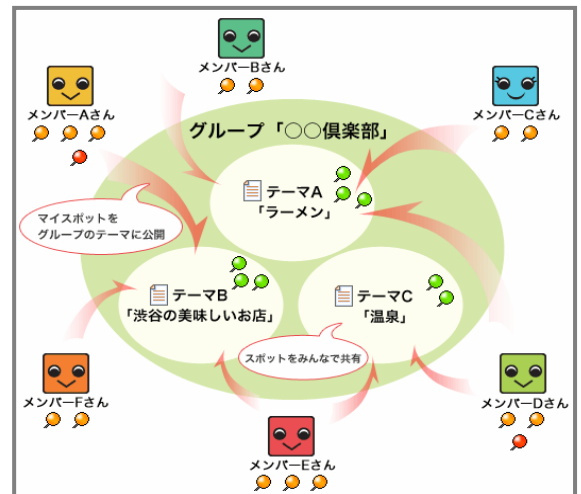 メンバーBさん
メンバーAさん
メンバーCさん
グループ「○○倶楽部」
テーマA
「ラーメン」
マイスポットを
グループのテーマに公開
テーマB
「渋谷の美味しいお店」
テーマC
「温泉」
スポットをみんなで共有
メンバーFさん
メンバーDさん
メンバーEさん